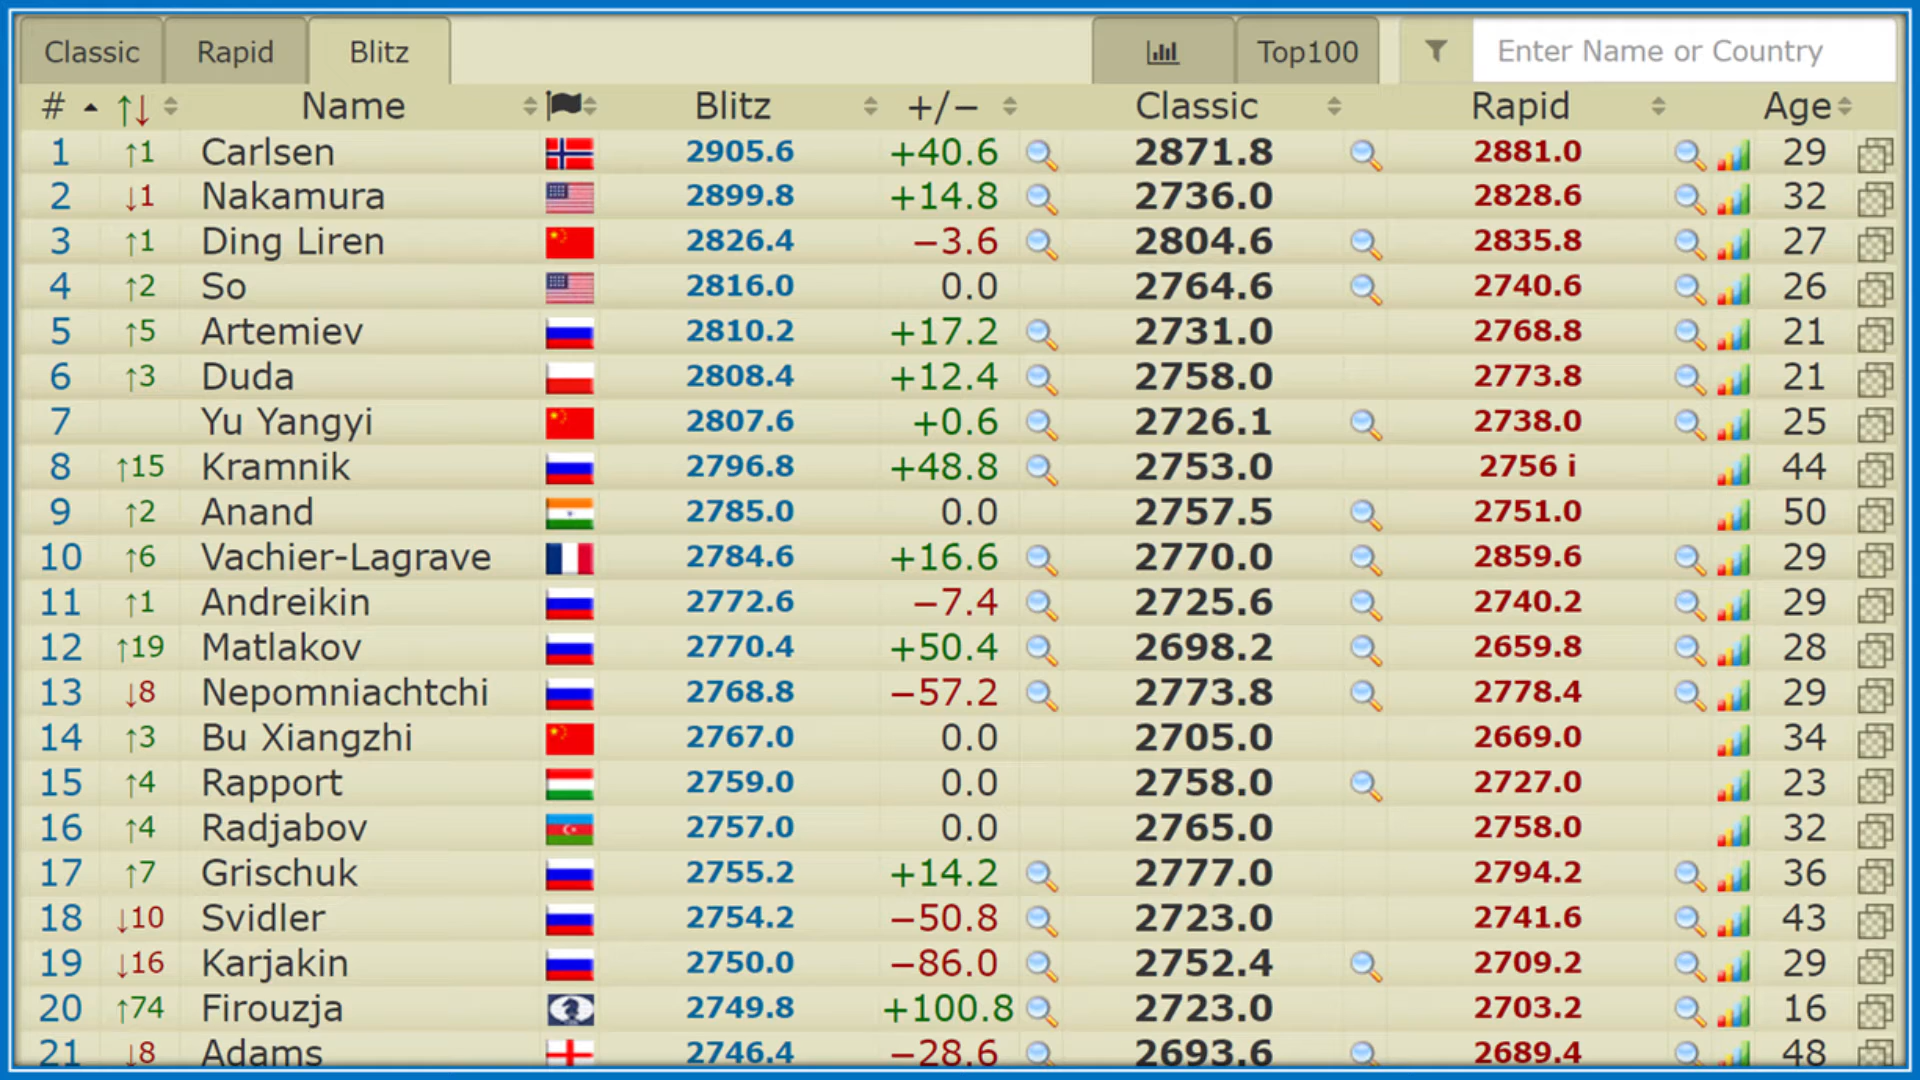 Classic Rapid Blitz Top100 Enter Name or Country
# ↑↓ Name Blitz +/− Classic Rapid Age
1 ↑1 Carlsen 2905.6 +40.6 2871.8 2881.0 29
2 ↓1 Nakamura 2899.8 +14.8 2736.0 2828.6 32
3 ↑1 Ding Liren 2826.4 −3.6 2804.6 2835.8 27
4 ↑2 So 2816.0 0.0 2764.6 2740.6 26
5 ↑5 Artemiev 2810.2 +17.2 2731.0 2768.8 21
6 ↑3 Duda 2808.4 +12.4 2758.0 2773.8 21
7 Yu Yangyi 2807.6 +0.6 2726.1 2738.0 25
8 ↑15 Kramnik 2796.8 +48.8 2753.0 2756 i 44
9 ↑2 Anand 2785.0 0.0 2757.5 2751.0 50
10 ↑6 Vachier-Lagrave 2784.6 +16.6 2770.0 2859.6 29
11 ↑1 Andreikin 2772.6 −7.4 2725.6 2740.2 29
12 ↑19 Matlakov 2770.4 +50.4 2698.2 2659.8 28
13 ↓8 Nepomniachtchi 2768.8 −57.2 2773.8 2778.4 29
14 ↑3 Bu Xiangzhi 2767.0 0.0 2705.0 2669.0 34
15 ↑4 Rapport 2759.0 0.0 2758.0 2727.0 23
16 ↑4 Radjabov 2757.0 0.0 2765.0 2758.0 32
17 ↑7 Grischuk 2755.2 +14.2 2777.0 2794.2 36
18 ↓10 Svidler 2754.2 −50.8 2723.0 2741.6 43
19 ↓16 Karjakin 2750.0 −86.0 2752.4 2709.2 29
20 ↑74 Firouzja 2749.8 +100.8 2723.0 2703.2 16
21 ↓8 Adams 2746.4 −28.6 2693.6 2689.4 48